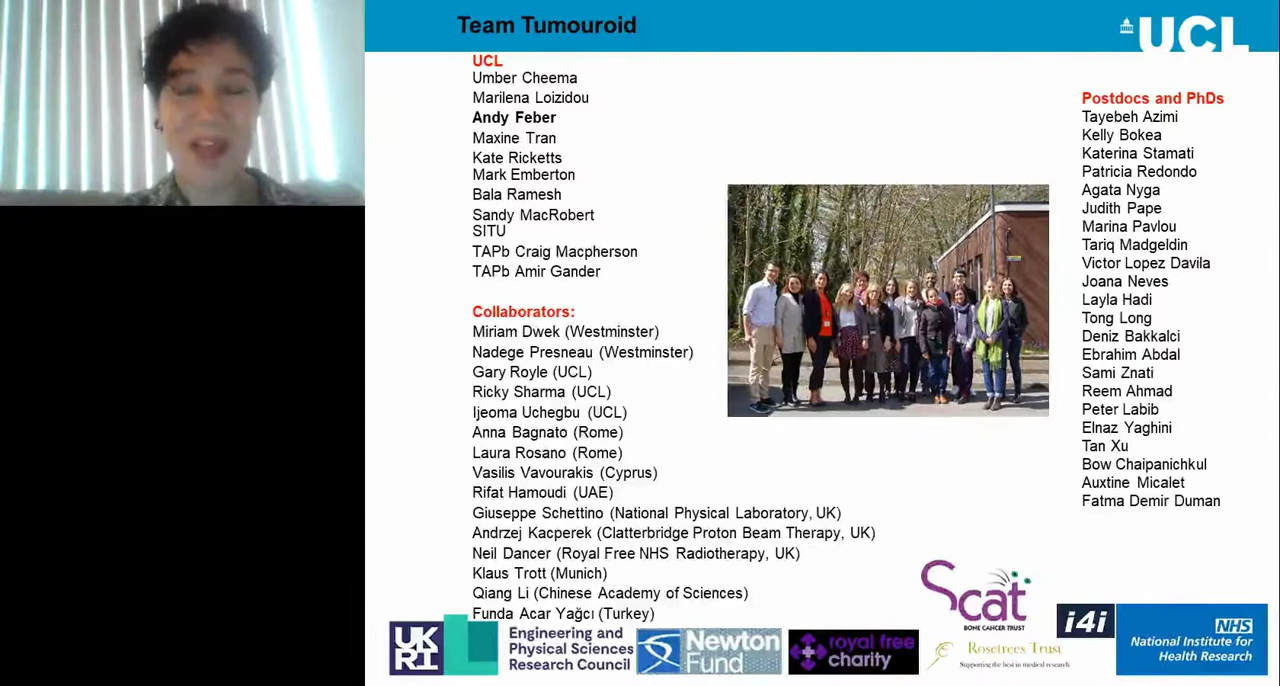 Team Tumouroid
UCL
UCL
Umber Cheema
Marilena Loizidou
Andy Feber
Maxine Tran
Kate Ricketts
Mark Emberton
Bala Ramesh
Sandy MacRobert
SITU
TAPb Craig Macpherson
TAPb Amir Gander
Collaborators:
Miriam Dwek (Westminster)
Nadege Presneau (Westminster)
Gary Royle (UCL)
Ricky Sharma (UCL)
Ijeoma Uchegbu (UCL)
Anna Bagnato (Rome)
Laura Rosano (Rome)
Vasilis Vavourakis (Cyprus)
Rifat Hamoudi (UAE)
Giuseppe Schettino (National Physical Laboratory, UK)
Andrzej Kacperek (Clatterbridge Proton Beam Therapy, UK)
Neil Dancer (Royal Free NHS Radiotherapy, UK)
Klaus Trott (Munich)
Qiang Li (Chinese Academy of Sciences)
Funda Acar Yağcı (Turkey)
Postdocs and PhDs
Tayebeh Azimi
Kelly Bokea
Katerina Stamati
Patricia Redondo
Agata Nyga
Judith Pape
Marina Pavlou
Tariq Madgeldin
Victor Lopez Davila
Joana Neves
Layla Hadi
Tong Long
Deniz Bakkalci
Ebrahim Abdal
Sami Znati
Reem Ahmad
Peter Labib
Elnaz Yaghini
Tan Xu
Bow Chaipanichkul
Auxtine Micalet
Fatma Demir Duman
UK
RI
Engineering and
Physical Sciences
Research Council
Newton
Fund
royal free
charity
Scat
BONE CANCER TRUST
Rosetrees Trust
Supporting the best in medical research
i4i
NHS
National Institute for
Health Research